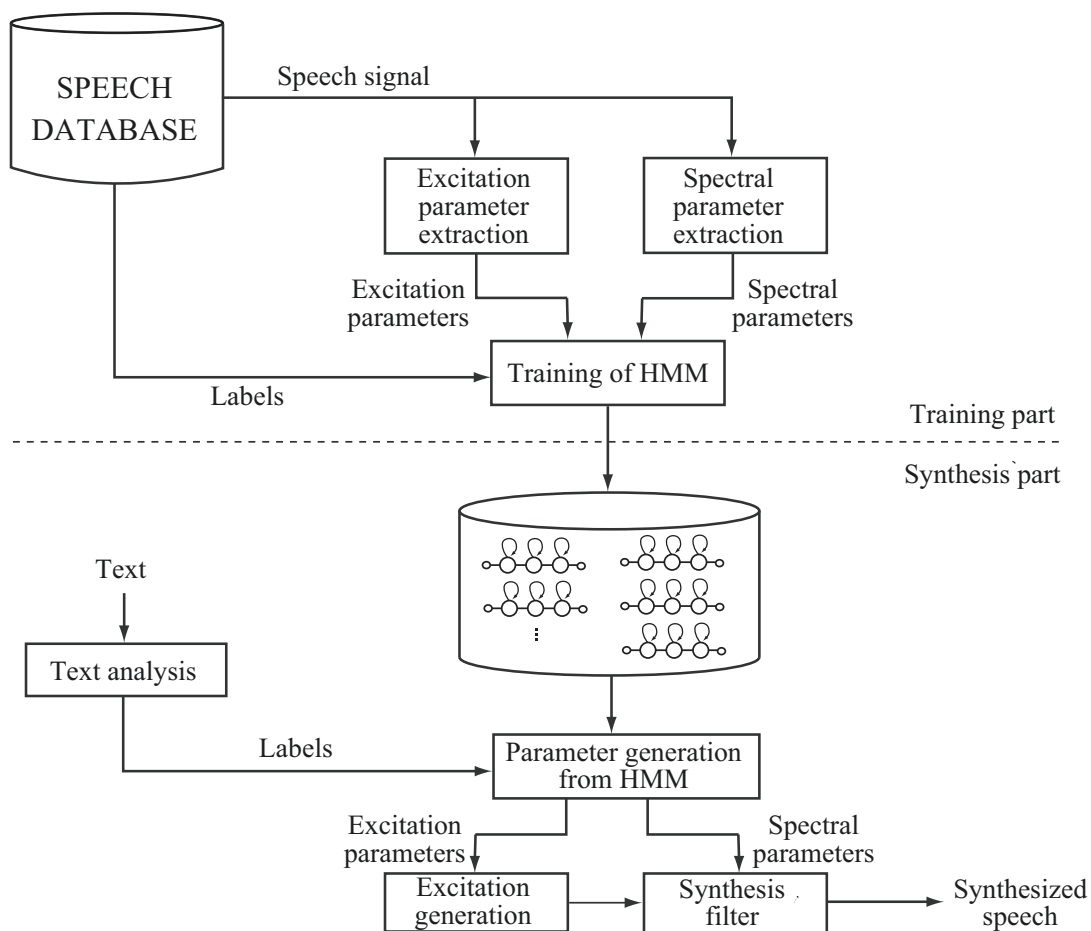 SPEECH
DATABASE
Speech signal
Excitation
parameter
extraction
Spectral
parameter
extraction
Excitation
parameters
Spectral
parameters
Training of HMM
Labels
Training part
Synthesis part
Text
Text analysis
Labels
Parameter generation
from HMM
Excitation
parameters
Spectral
parameters
Excitation
generation
Synthesis
filter
Synthesized
speech